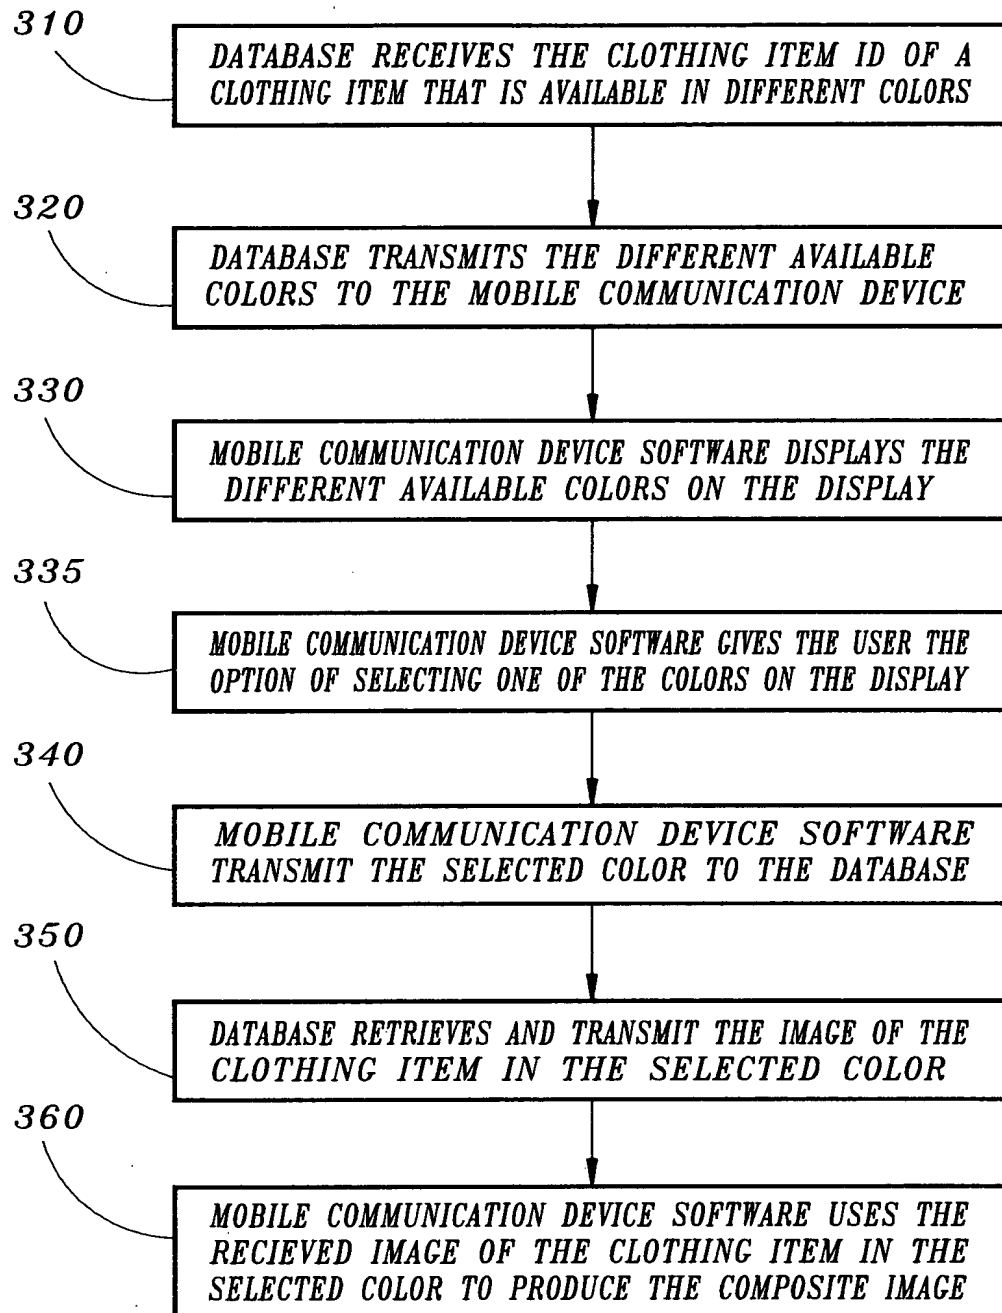 310
DATABASE RECEIVES THE CLOTHING ITEM ID OF A
CLOTHING ITEM THAT IS AVAILABLE IN DIFFERENT COLORS
320
DATABASE TRANSMITS THE DIFFERENT AVAILABLE
COLORS TO THE MOBILE COMMUNICATION DEVICE
330
MOBILE COMMUNICATION DEVICE SOFTWARE DISPLAYS THE
DIFFERENT AVAILABLE COLORS ON THE DISPLAY
335
MOBILE COMMUNICATION DEVICE SOFTWARE GIVES THE USER THE
OPTION OF SELECTING ONE OF THE COLORS ON THE DISPLAY
340
MOBILE COMMUNICATION DEVICE SOFTWARE
TRANSMIT THE SELECTED COLOR TO THE DATABASE
350
DATABASE RETRIEVES AND TRANSMIT THE IMAGE OF THE
CLOTHING ITEM IN THE SELECTED COLOR
360
MOBILE COMMUNICATION DEVICE SOFTWARE USES THE
RECIEVED IMAGE OF THE CLOTHING ITEM IN THE
SELECTED COLOR TO PRODUCE THE COMPOSITE IMAGE